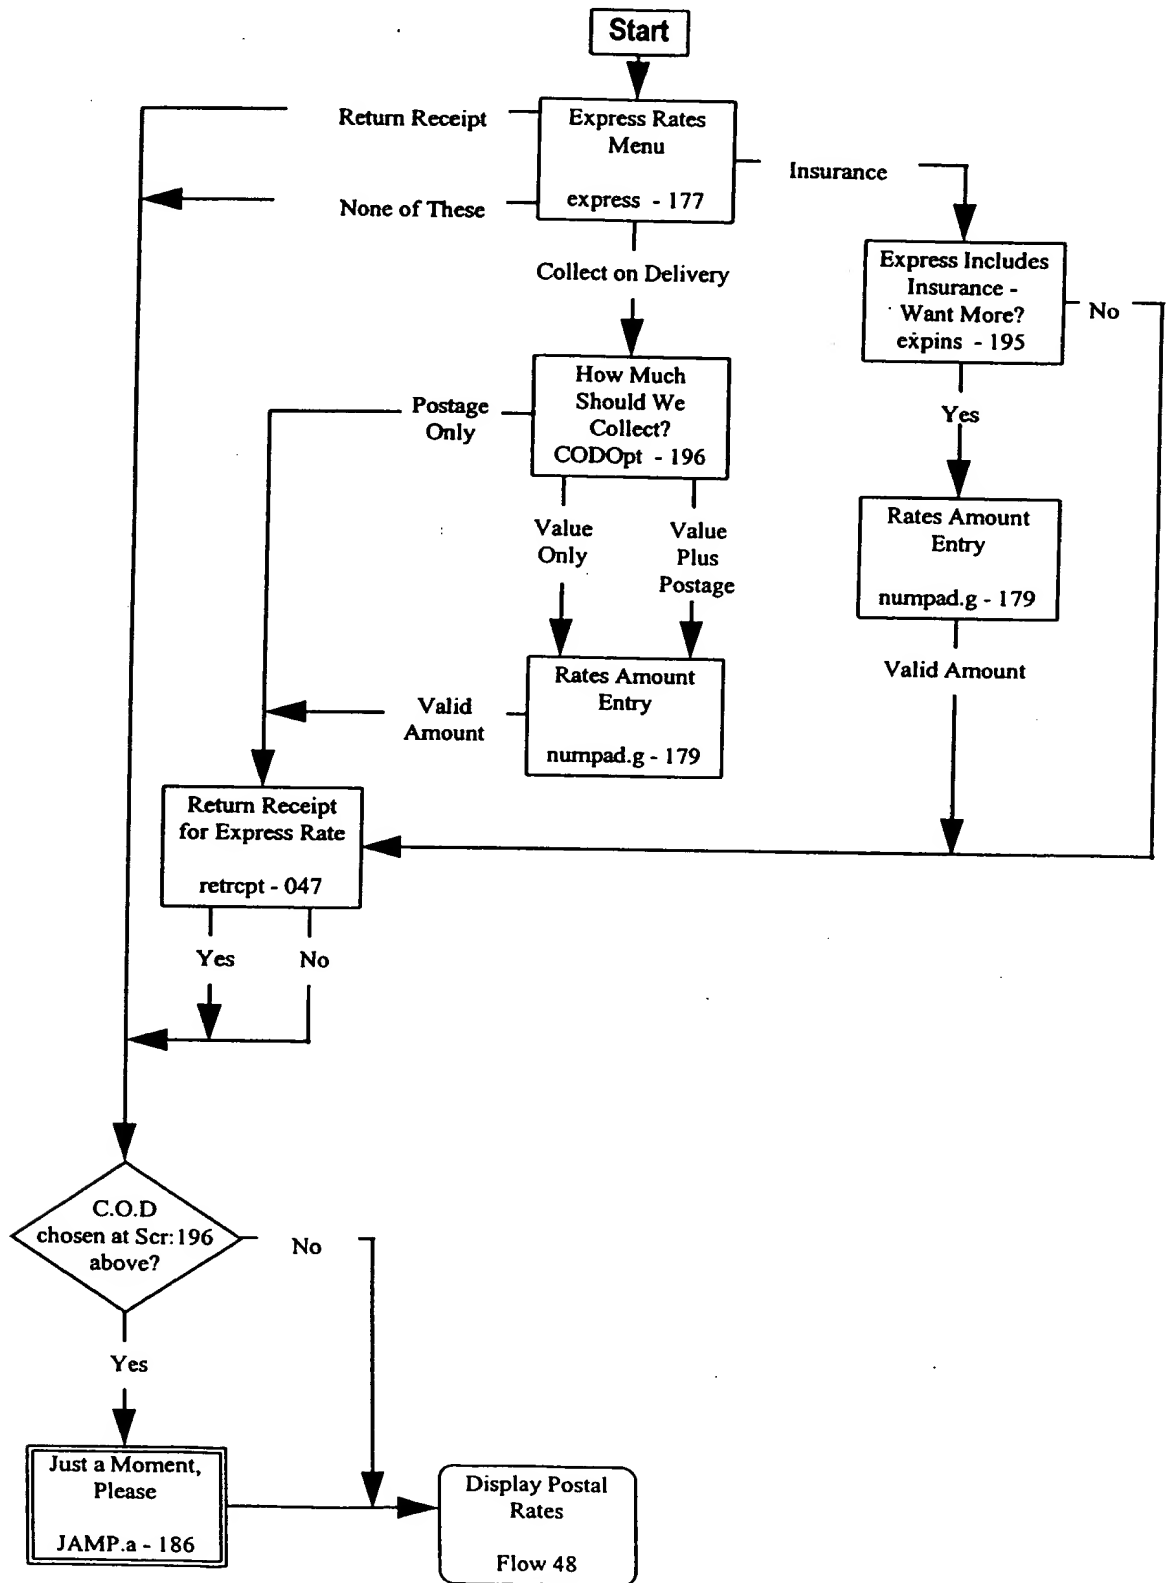 Start
Return Receipt
Express Rates
Menu
express - 177
None of These
Insurance
Collect on Delivery
Express Includes
Insurance -
Want More?
expins - 195
No
Yes
How Much
Should We
Collect?
CODOpt - 196
Postage
Only
Value
Only
Value
Plus
Postage
Rates Amount
Entry
numpad.g - 179
Valid Amount
Rates Amount
Entry
numpad.g - 179
Valid
Amount
Return Receipt
for Express Rate
retrcpt - 047
Yes
No
C.O.D
chosen at Scr:196
above?
No
Yes
Just a Moment,
Please
JAMP.a - 186
Display Postal
Rates
Flow 48